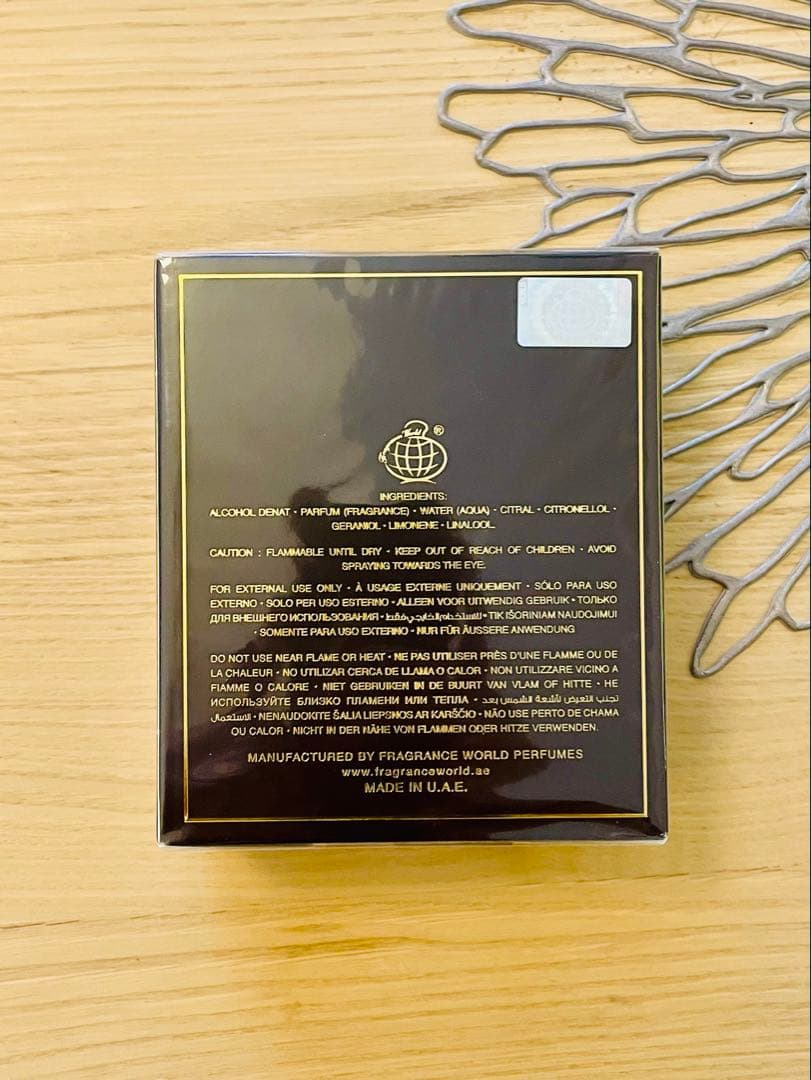 World ®
INGREDIENTS:
ALCOHOL DENAT • PARFUM (FRAGRANCE) • WATER (AQUA) • CITRAL • CITRONELLOL •
GERANIOL • LIMONENE • LINALOOL.
CAUTION : FLAMMABLE UNTIL DRY • KEEP OUT OF REACH OF CHILDREN • AVOID
SPRAYING TOWARDS THE EYE.
FOR EXTERNAL USE ONLY • À USAGE EXTERNE UNIQUEMENT • SÓLO PARA USO
EXTERNO • SOLO PER USO ESTERNO • ALLEEN VOOR UITWENDIG GEBRUIK • ТОЛЬКО
ДЛЯ ВНЕШНЕГО ИСПОЛЬЗОВАНИЯ • للاستخدام الخارجي فقط • TIK IŠORINIAM NAUDOJIMUI
• SOMENTE PARA USO EXTERNO • NUR FÜR ÄUSSERE ANWENDUNG
DO NOT USE NEAR FLAME OR HEAT • NE PAS UTILISER PRÈS D'UNE FLAMME OU DE
LA CHALEUR • NO UTILIZAR CERCA DE LLAMA O CALOR • NON UTILIZZARE VICINO A
FIAMME O CALORE • NIET GEBRUIKEN IN DE BUURT VAN VLAM OF HITTE • НЕ
ИСПОЛЬЗУЙТЕ БЛИЗКО ПЛАМЕНИ ИЛИ ТЕПЛА • تجنب التعريض بأشعة الشمس بعد
الاستعمال • NENAUDOKITE ŠALIA LIEPSNOS AR KARŠČIO • NÃO USE PERTO DE CHAMA
OU CALOR • NICHT IN DER NÄHE VON FLAMMEN ODER HITZE VERWENDEN.
MANUFACTURED BY FRAGRANCE WORLD PERFUMES
www.fragranceworld.ae
MADE IN U.A.E.